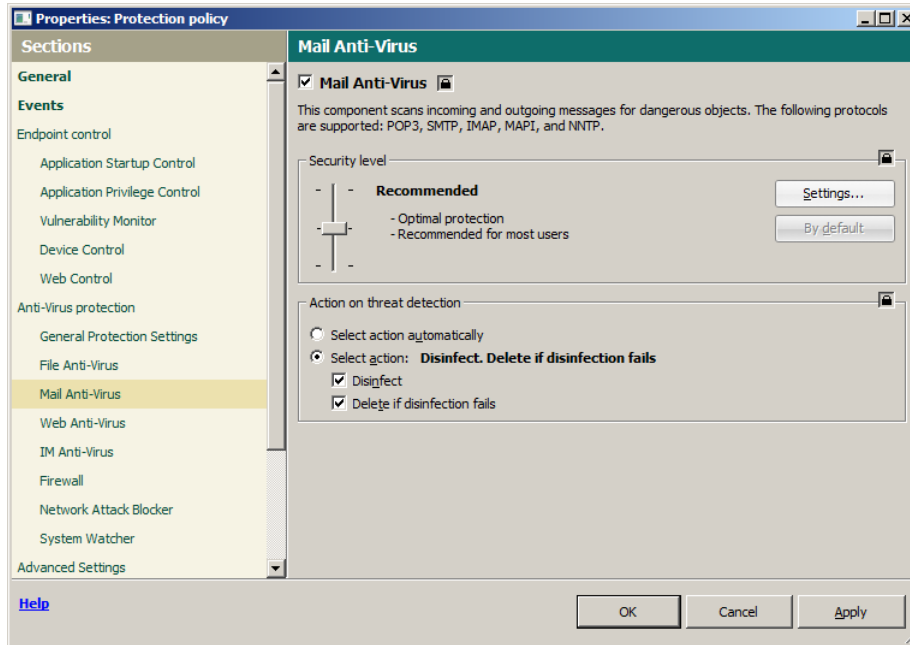 Properties: Protection policy
Sections
General
Events
Endpoint control
Application Startup Control
Application Privilege Control
Vulnerability Monitor
Device Control
Web Control
Anti-Virus protection
General Protection Settings
File Anti-Virus
Mail Anti-Virus
Web Anti-Virus
IM Anti-Virus
Firewall
Network Attack Blocker
System Watcher
Advanced Settings
Mail Anti-Virus
Mail Anti-Virus
This component scans incoming and outgoing messages for dangerous objects. The following protocols
are supported: POP3, SMTP, IMAP, MAPI, and NNTP.
Security level
Recommended
- Optimal protection
- Recommended for most users
Settings...
By default
Action on threat detection
Select action automatically
Select action: Disinfect. Delete if disinfection fails
Disinfect
Delete if disinfection fails
Help
OK
Cancel
Apply